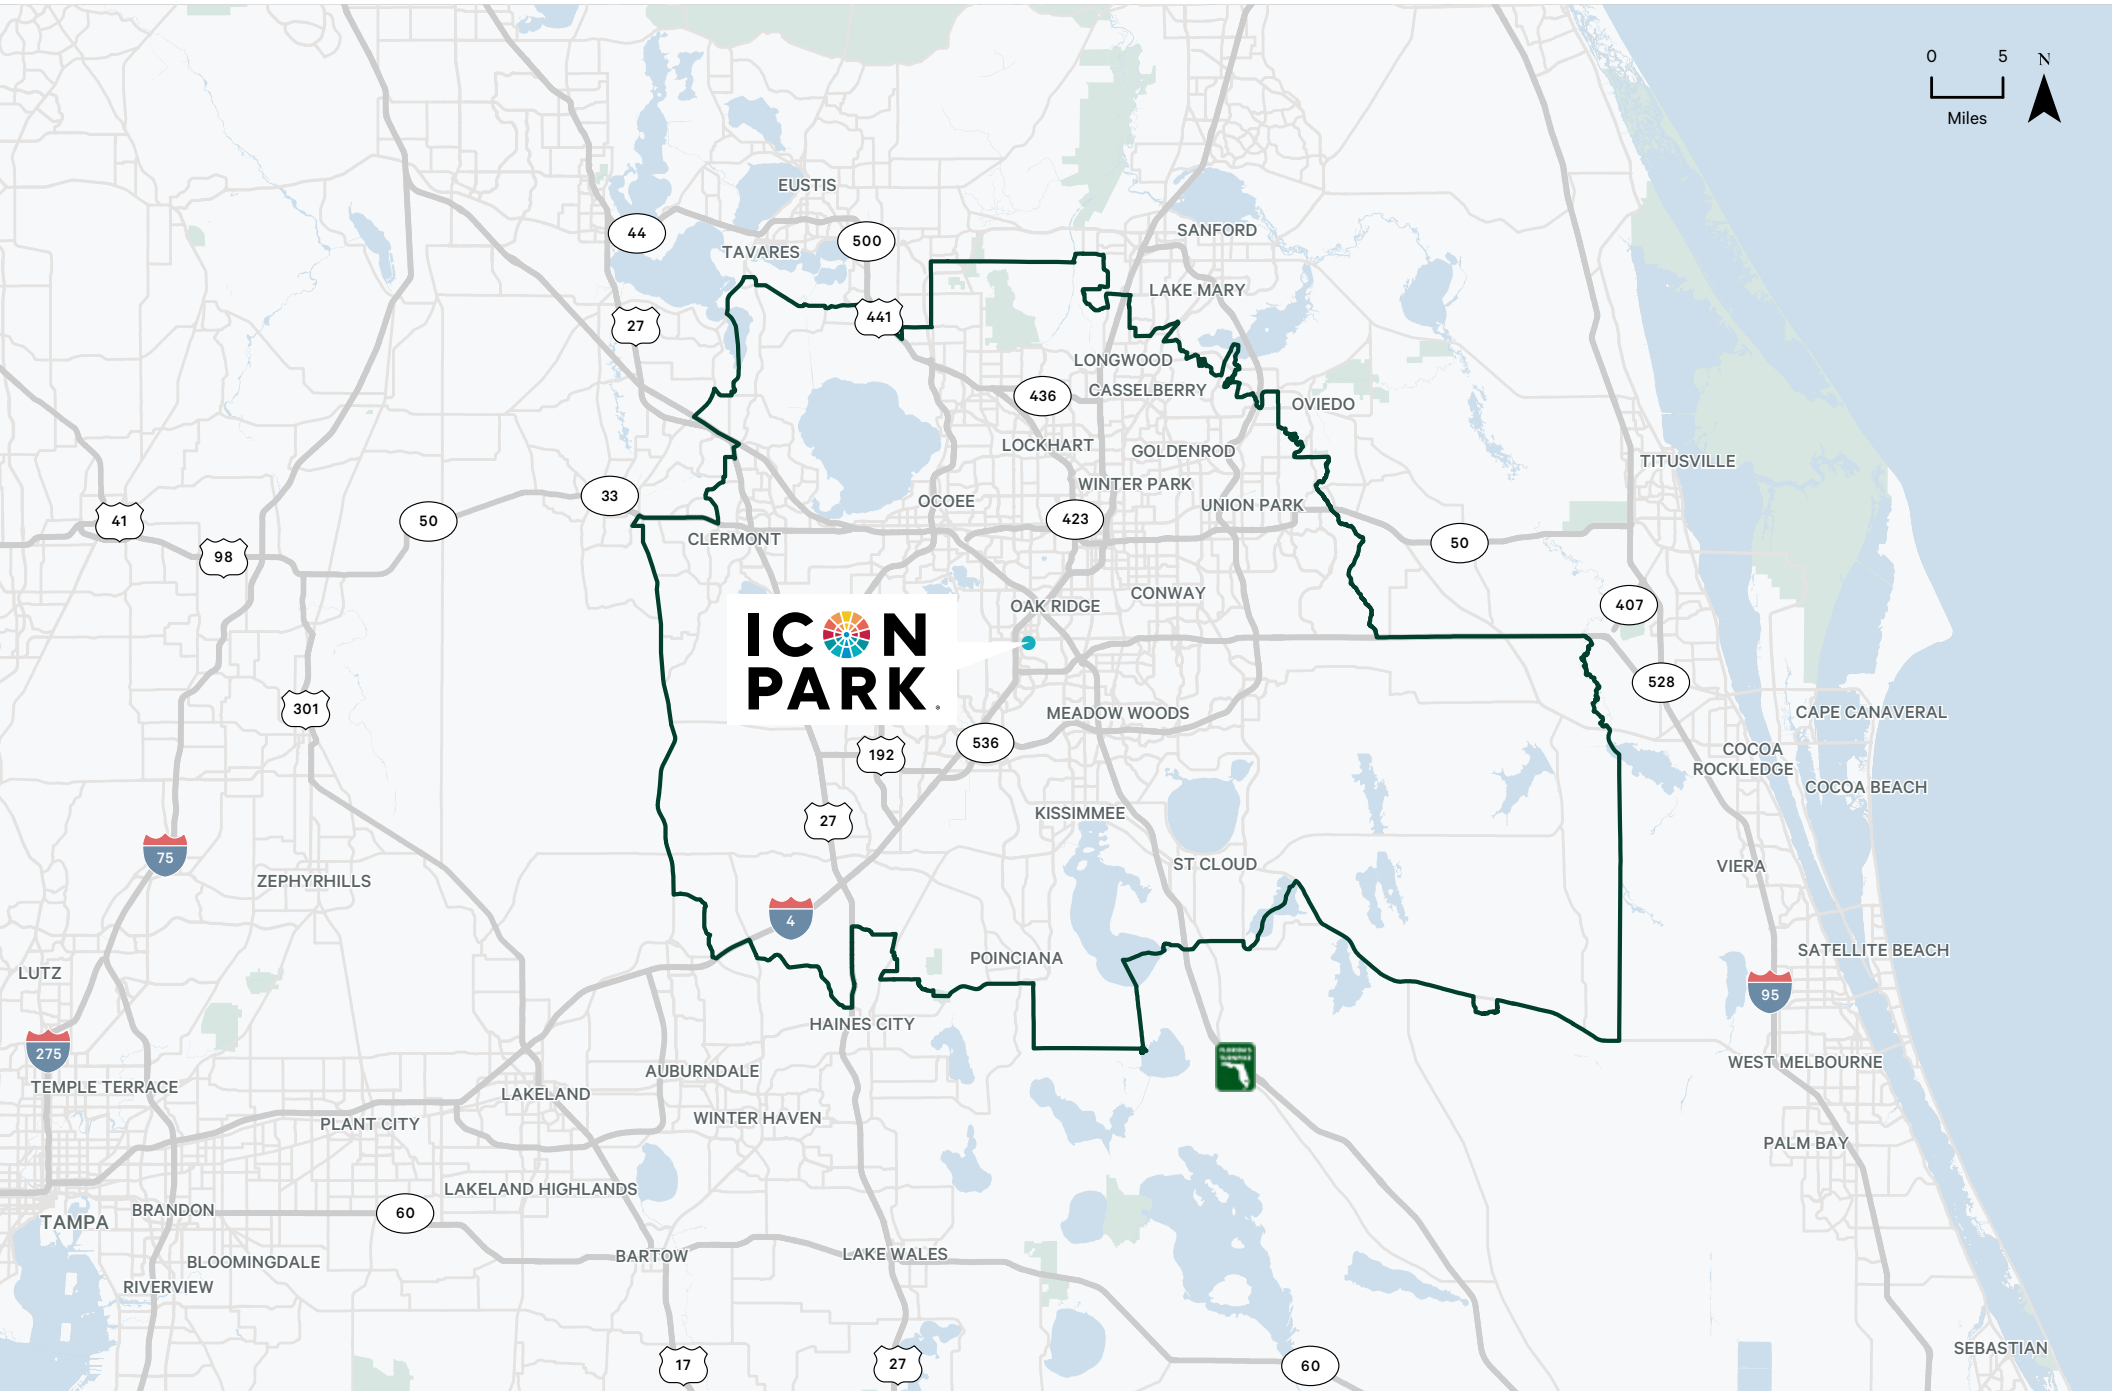 0 5 N
Miles
EUSTIS
44
500
SANFORD
TAVARES
LAKE MARY
441
27
LONGWOOD
436
CASSELBERRY
OVIEDO
LOCKHART
GOLDENROD
TITUSVILLE
WINTER PARK
33
OCOEE
UNION PARK
41
50
423
CLERMONT
50
98
CONWAY
OAK RIDGE
407
ICON
PARK
528
301
MEADOW WOODS
CAPE CANAVERAL
536
192
COCOA
ROCKLEDGE
COCOA BEACH
KISSIMMEE
27
75
ST CLOUD
VIERA
ZEPHYRHILLS
4
POINCIANA
SATELLITE BEACH
LUTZ
95
HAINES CITY
275
FLORIDA'S
TURNPIKE
WEST MELBOURNE
AUBURNDALE
TEMPLE TERRACE
LAKELAND
WINTER HAVEN
PLANT CITY
PALM BAY
LAKELAND HIGHLANDS
BRANDON
60
TAMPA
BARTOW
LAKE WALES
BLOOMINGDALE
RIVERVIEW
SEBASTIAN
17
27
60